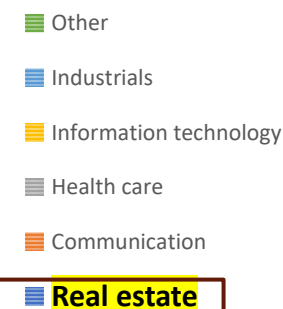 Other
Industrials
Information technology
Health care
Communication
Real estate